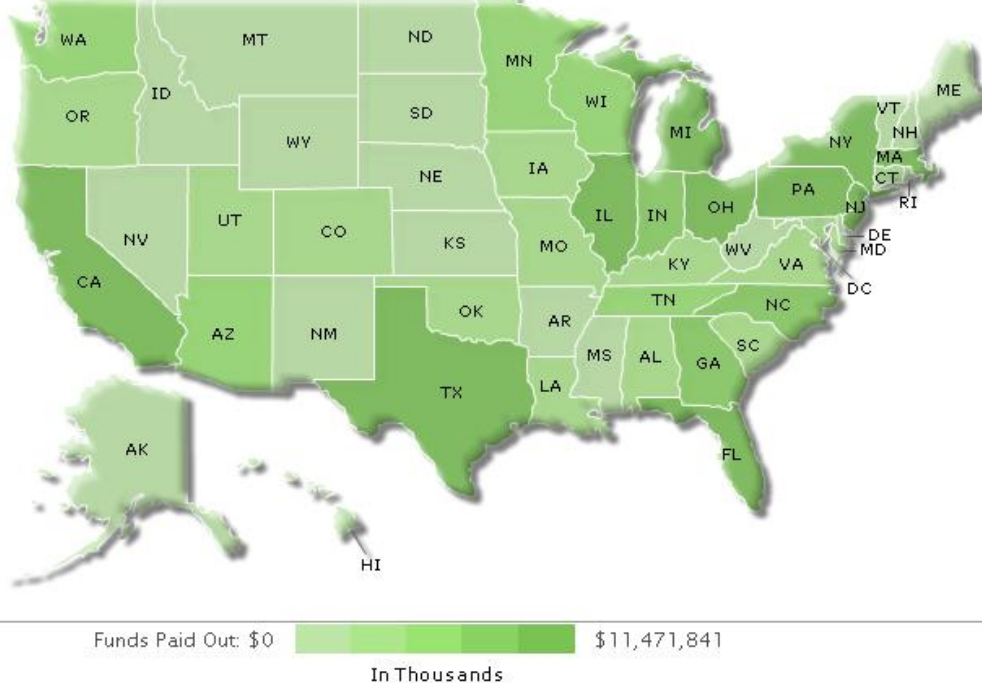 WA
MT
ND
MN
ID
OR
SD
WI
MI
ME
VT
NH
NY
WY
MA
CT
NE
IA
PA
RI
UT
IL
IN
OH
NJ
NV
CO
KS
MO
WV
DE
MD
KY
VA
CA
DC
TN
NC
AZ
NM
OK
AR
SC
MS
AL
GA
LA
TX
AK
FL
HI
Funds Paid Out: $0 $11,471,841
In Thousands